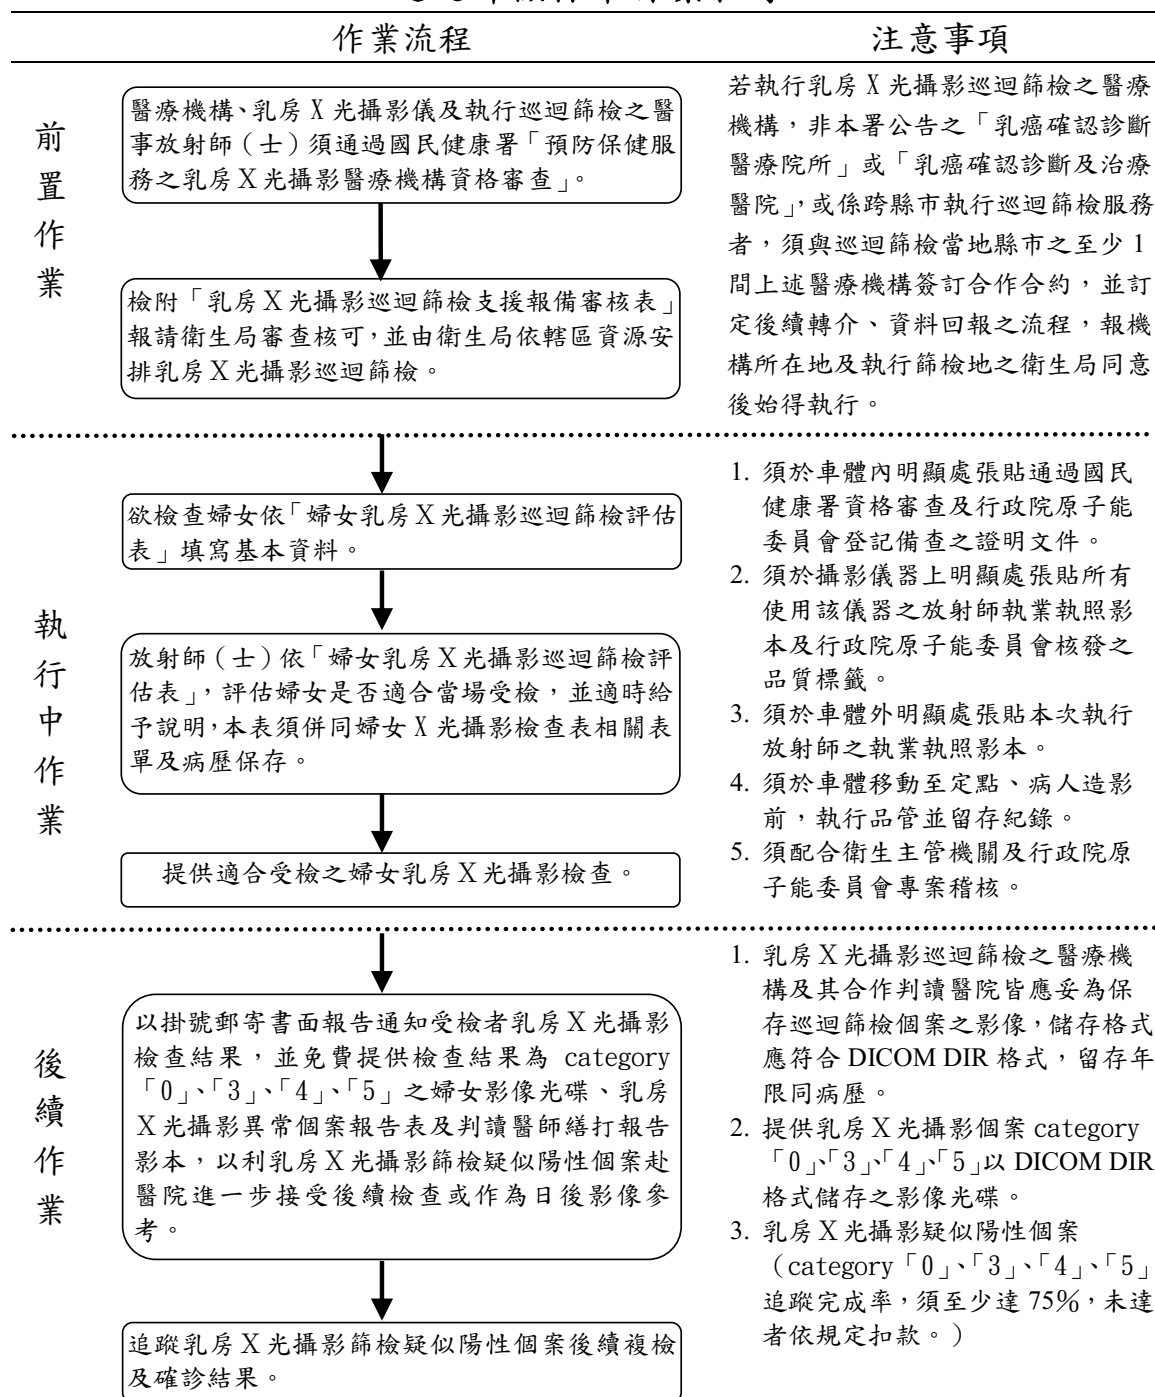 作業流程
注意事項
前置作業
醫療機構、乳房 X 光攝影儀及執行巡迴篩檢之醫
事放射師（士）須通過國民健康署「預防保健服
務之乳房X光攝影醫療機構資格審查」。
檢附「乳房X光攝影巡迴篩檢支援報備審核表」
報請衛生局審查核可，並由衛生局依轄區資源安
排乳房X光攝影巡迴篩檢。
若執行乳房 X 光攝影巡迴篩檢之醫療
機構，非本署公告之「乳癌確認診斷
醫療院所」或「乳癌確認診斷及治療
醫院」，或係跨縣市執行巡迴篩檢服務
者，須與巡迴篩檢當地縣市之至少 1
間上述醫療機構簽訂合作合約，並訂
定後續轉介、資料回報之流程，報機
構所在地及執行篩檢地之衛生局同意
後始得執行。
執行中作業
欲檢查婦女依「婦女乳房X光攝影巡迴篩檢評估
表」填寫基本資料。
放射師（士）依「婦女乳房X光攝影巡迴篩檢評
估表」，評估婦女是否適合當場受檢，並適時給
予說明，本表須併同婦女 X 光攝影檢查表相關表
單及病歷保存。
提供適合受檢之婦女乳房X光攝影檢查。
1. 須於車體內明顯處張貼通過國民
健康署資格審查及行政院原子能
委員會登記備查之證明文件。
2. 須於攝影儀器上明顯處張貼所有
使用該儀器之放射師執業執照影
本及行政院原子能委員會核發之
品質標籤。
3. 須於車體外明顯處張貼本次執行
放射師之執業執照影本。
4. 須於車體移動至定點、病人造影
前，執行品管並留存紀錄。
5. 須配合衛生主管機關及行政院原
子能委員會專案稽核。
後續作業
以掛號郵寄書面報告通知受檢者乳房X光攝影
檢查結果，並免費提供檢查結果為 category
「0」、「3」、「4」、「5」之婦女影像光碟、乳房
X光攝影異常個案報告表及判讀醫師繕打報告
影本，以利乳房X光攝影篩檢疑似陽性個案赴
醫院進一步接受後續檢查或作為日後影像參
考。
追蹤乳房X光攝影篩檢疑似陽性個案後續複檢
及確診結果。
1. 乳房X光攝影巡迴篩檢之醫療機
構及其合作判讀醫院皆應妥為保
存巡迴篩檢個案之影像，儲存格式
應符合 DICOM DIR 格式，留存年
限同病歷。
2. 提供乳房X光攝影個案 category
「0」、「3」、「4」、「5」以 DICOM DIR
格式儲存之影像光碟。
3. 乳房X光攝影疑似陽性個案
（category「0」、「3」、「4」、「5」
追蹤完成率，須至少達 75%，未達
者依規定扣款。）